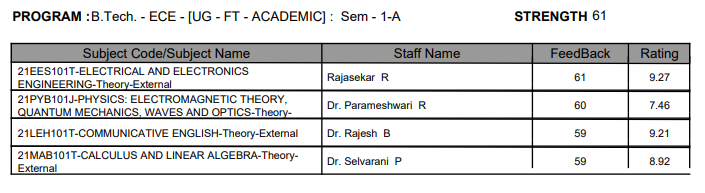 PROGRAM :B.Tech. - ECE - [UG - FT - ACADEMIC] : Sem - 1-A STRENGTH 61
Subject Code/Subject Name Staff Name FeedBack Rating
21EES101T-ELECTRICAL AND ELECTRONICS
ENGINEERING-Theory-External Rajasekar R 61 9.27
21PYB101J-PHYSICS: ELECTROMAGNETIC THEORY,
QUANTUM MECHANICS, WAVES AND OPTICS-Theory- Dr. Parameshwari R 60 7.46
21LEH101T-COMMUNICATIVE ENGLISH-Theory-External Dr. Rajesh B 59 9.21
21MAB101T-CALCULUS AND LINEAR ALGEBRA-Theory-
External Dr. Selvarani P 59 8.92